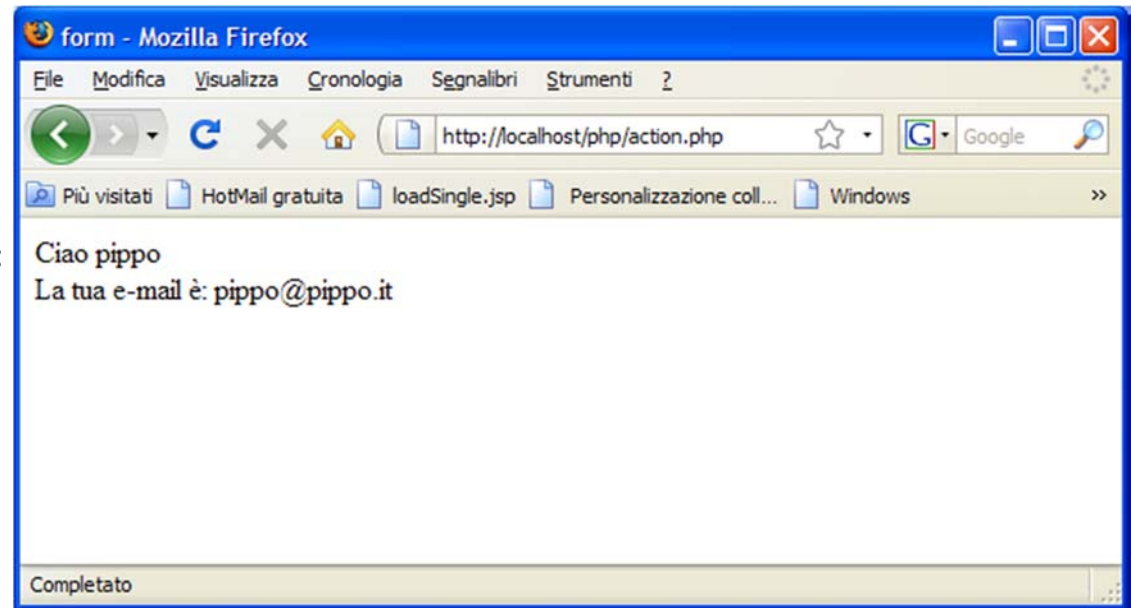 form - Mozilla Firefox
File Modifica Visualizza Cronologia Segnalibri Strumenti ?
http://localhost/php/action.php G Google
Più visitati HotMail gratuita loadSingle.jsp Personalizzazione coll... Windows »
Ciao pippo
La tua e-mail è: pippo@pippo.it
Completato